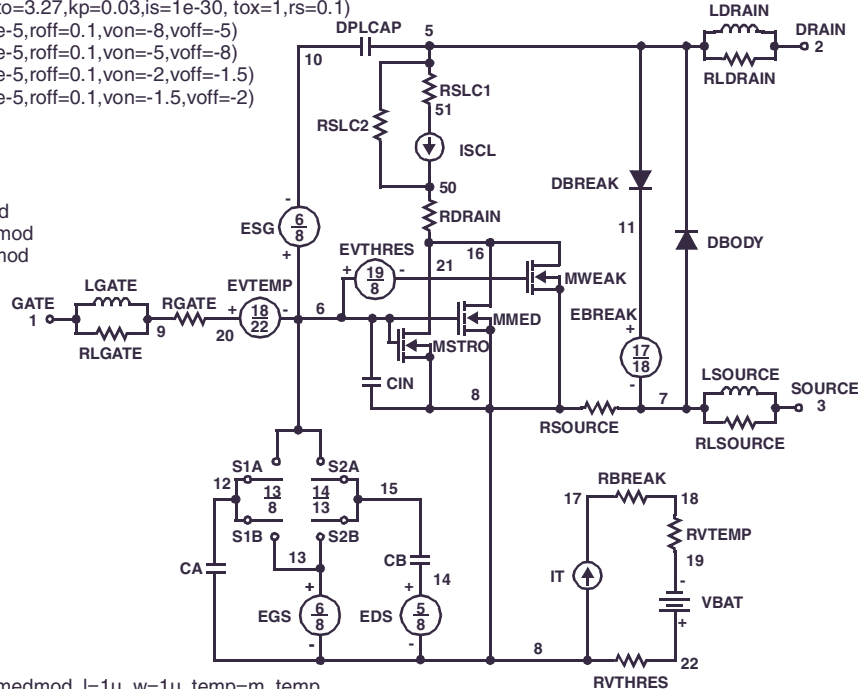 to=3.27,kp=0.03,is=1e-30, tox=1,rs=0.1)
e-5,roff=0.1,von=-8,voff=-5)
e-5,roff=0.1,von=-5,voff=-8)
e-5,roff=0.1,von=-2,voff=-1.5)
e-5,roff=0.1,von=-1.5,voff=-2)
d
mod
mod
LDRAIN
DPLCAP
5
DRAIN
2
10
RLDRAIN
RSLC1
51
RSLC2
ISCL
50
DBREAK
RDRAIN
ESG
6
8
-
+
11
DBODY
EVTHRES
16
21
+
19
8
-
MWEAK
LGATE
EVTEMP
GATE
1
RGATE
+
18
22
-
6
EBREAK
+
MMED
9
20
RLGATE
MSTRO
17
18
-
CIN
LSOURCE
SOURCE
3
8
7
RSOURCE
RLSOURCE
S1A
S2A
12
13
8
14
13
15
S1B
S2B
RBREAK
17
18
RVTEMP
13
CA
CB
14
IT
19
-
VBAT
+
+
EGS
6
8
-
+
EDS
5
8
-
8
22
RVTHRES
medmod l=1u w=1u temp=m temp